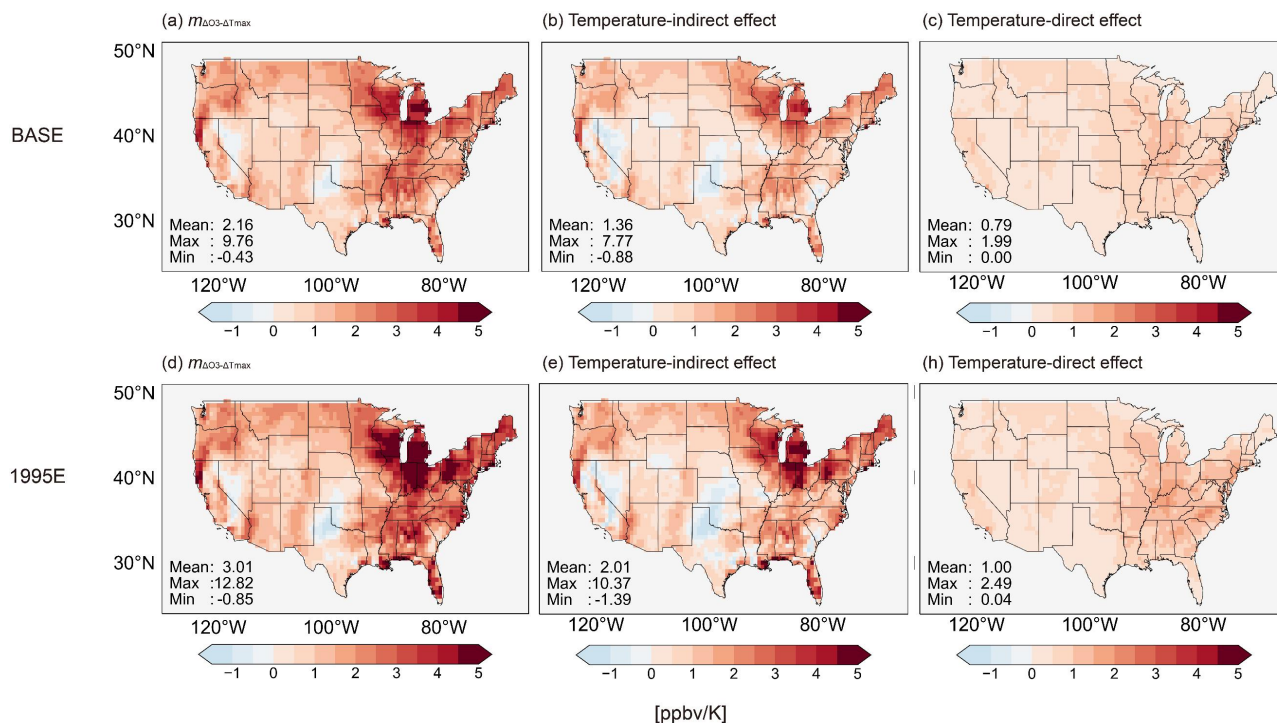 (a) mΔO3-ΔTmax
(b) Temperature-indirect effect
(c) Temperature-direct effect
BASE
50°N
40°N
30°N
Mean: 2.16
Max : 9.76
Min : -0.43
Mean: 1.36
Max : 7.77
Min : -0.88
Mean: 0.79
Max : 1.99
Min : 0.00
120°W 100°W 80°W
120°W 100°W 80°W
120°W 100°W 80°W
−1 0 1 2 3 4 5
−1 0 1 2 3 4 5
−1 0 1 2 3 4 5
(d) mΔO3-ΔTmax
(e) Temperature-indirect effect
(h) Temperature-direct effect
1995E
50°N
40°N
30°N
Mean: 3.01
Max :12.82
Min : -0.85
Mean: 2.01
Max :10.37
Min : -1.39
Mean: 1.00
Max : 2.49
Min : 0.04
120°W 100°W 80°W
120°W 100°W 80°W
120°W 100°W 80°W
−1 0 1 2 3 4 5
−1 0 1 2 3 4 5
−1 0 1 2 3 4 5
[ppbv/K]